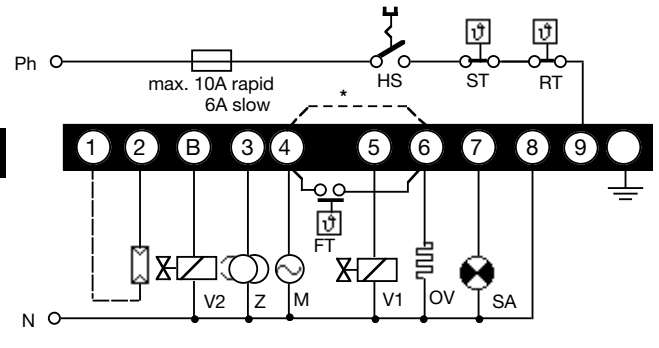 ϑ ϑ
Ph
HS ST RT
max. 10A rapid
6A slow
*
1 2 B 3 4 5 6 7 8 9
ϑ
FT
V2 Z M V1 OV SA
N